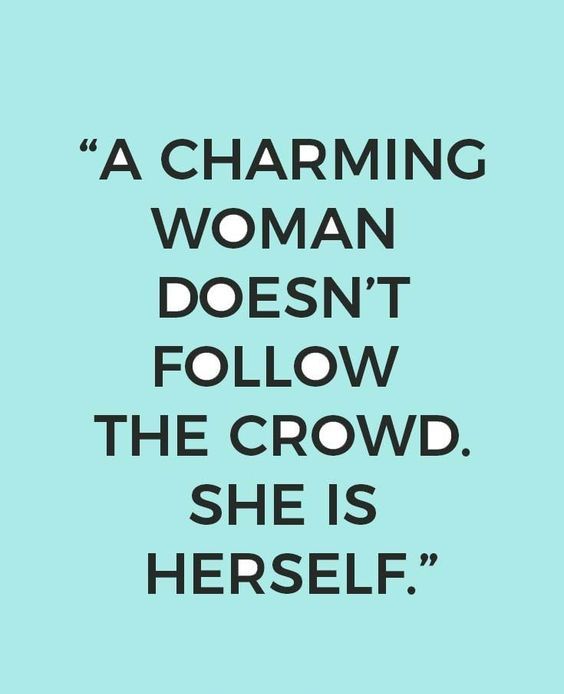 “A CHARMING
WOMAN
DOESN’T
FOLLOW
THE CROWD.
SHE IS
HERSELF.”